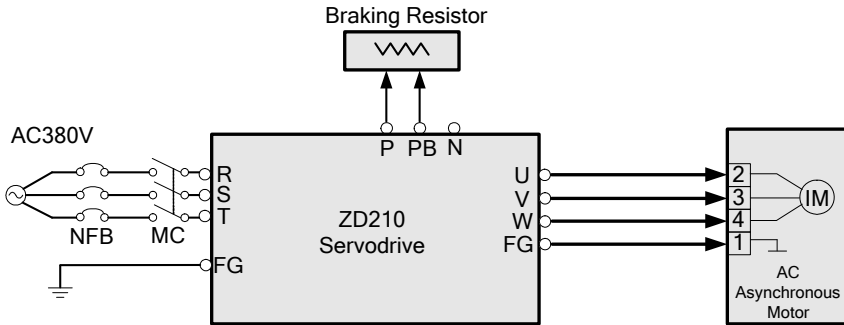 Braking Resistor
AC380V
P PB N
R
S
T
NFB MC
FG
ZD210
Servodrive
U
V
W
FG
2
3
4
1
IM
AC
Asynchronous
Motor